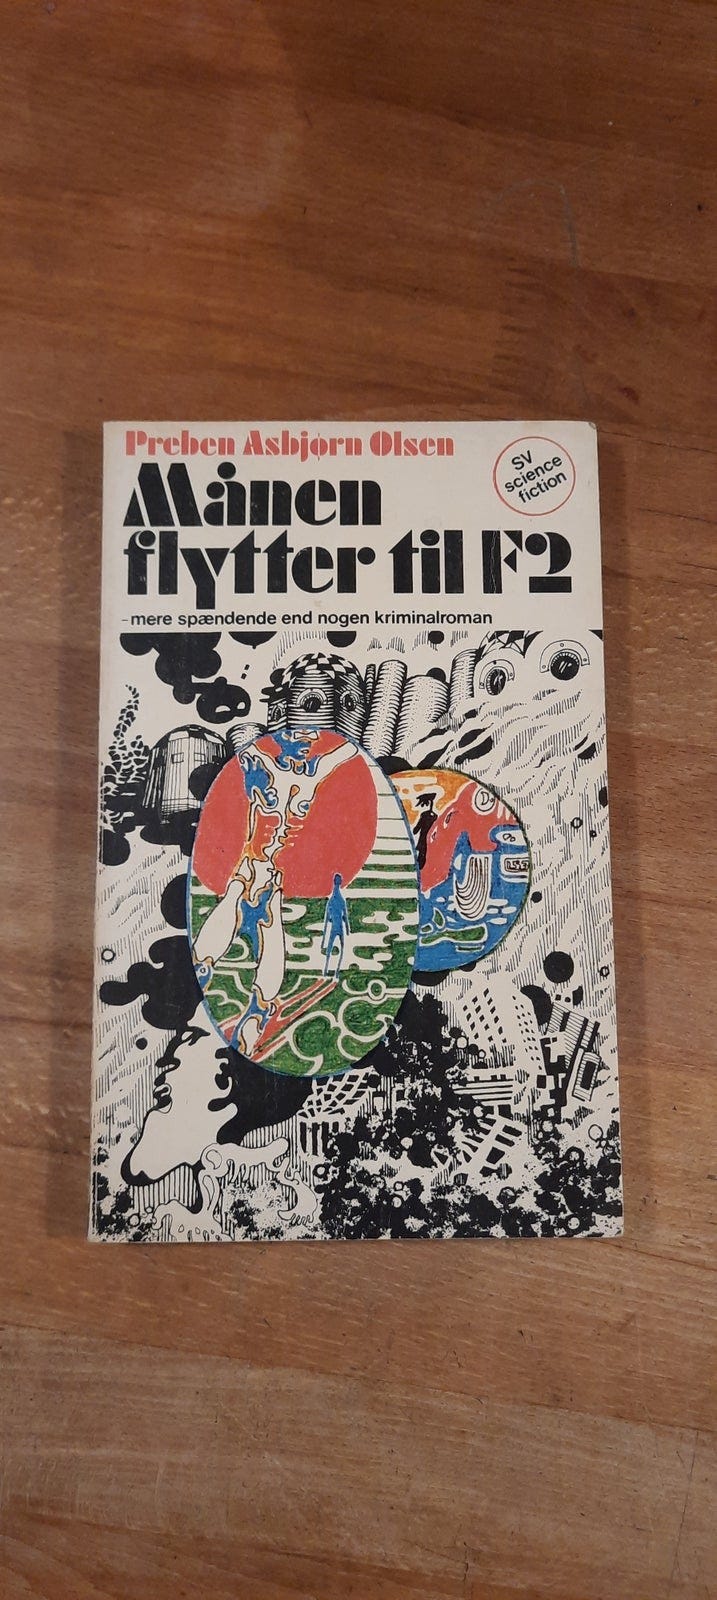 Preben Asbjørn Olsen
Månen
flytter til F2
- mere spændende end nogen kriminalroman
SV
science
fiction